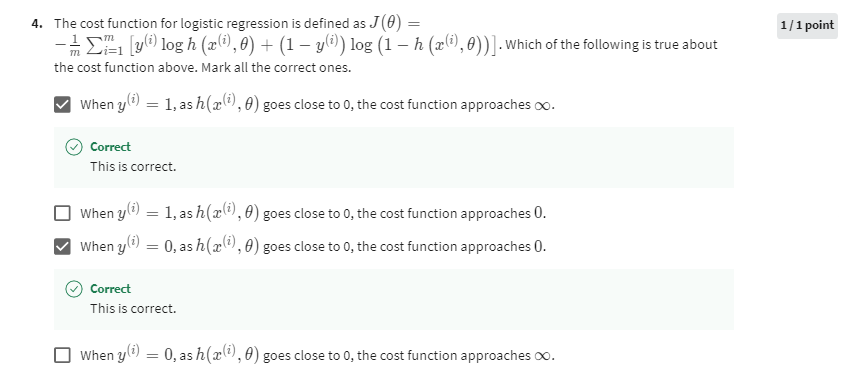 4. The cost function for logistic regression is defined as J(θ) =
−1/m ∑ᵢ₌₁ᵐ [y⁽ⁱ⁾ log h (x⁽ⁱ⁾, θ) + (1 − y⁽ⁱ⁾) log (1 − h (x⁽ⁱ⁾, θ))]. Which of the following is true about
the cost function above. Mark all the correct ones.
1 / 1 point
When y⁽ⁱ⁾ = 1, as h(x⁽ⁱ⁾, θ) goes close to 0, the cost function approaches ∞.
Correct
This is correct.
When y⁽ⁱ⁾ = 1, as h(x⁽ⁱ⁾, θ) goes close to 0, the cost function approaches 0.
When y⁽ⁱ⁾ = 0, as h(x⁽ⁱ⁾, θ) goes close to 0, the cost function approaches 0.
Correct
This is correct.
When y⁽ⁱ⁾ = 0, as h(x⁽ⁱ⁾, θ) goes close to 0, the cost function approaches ∞.